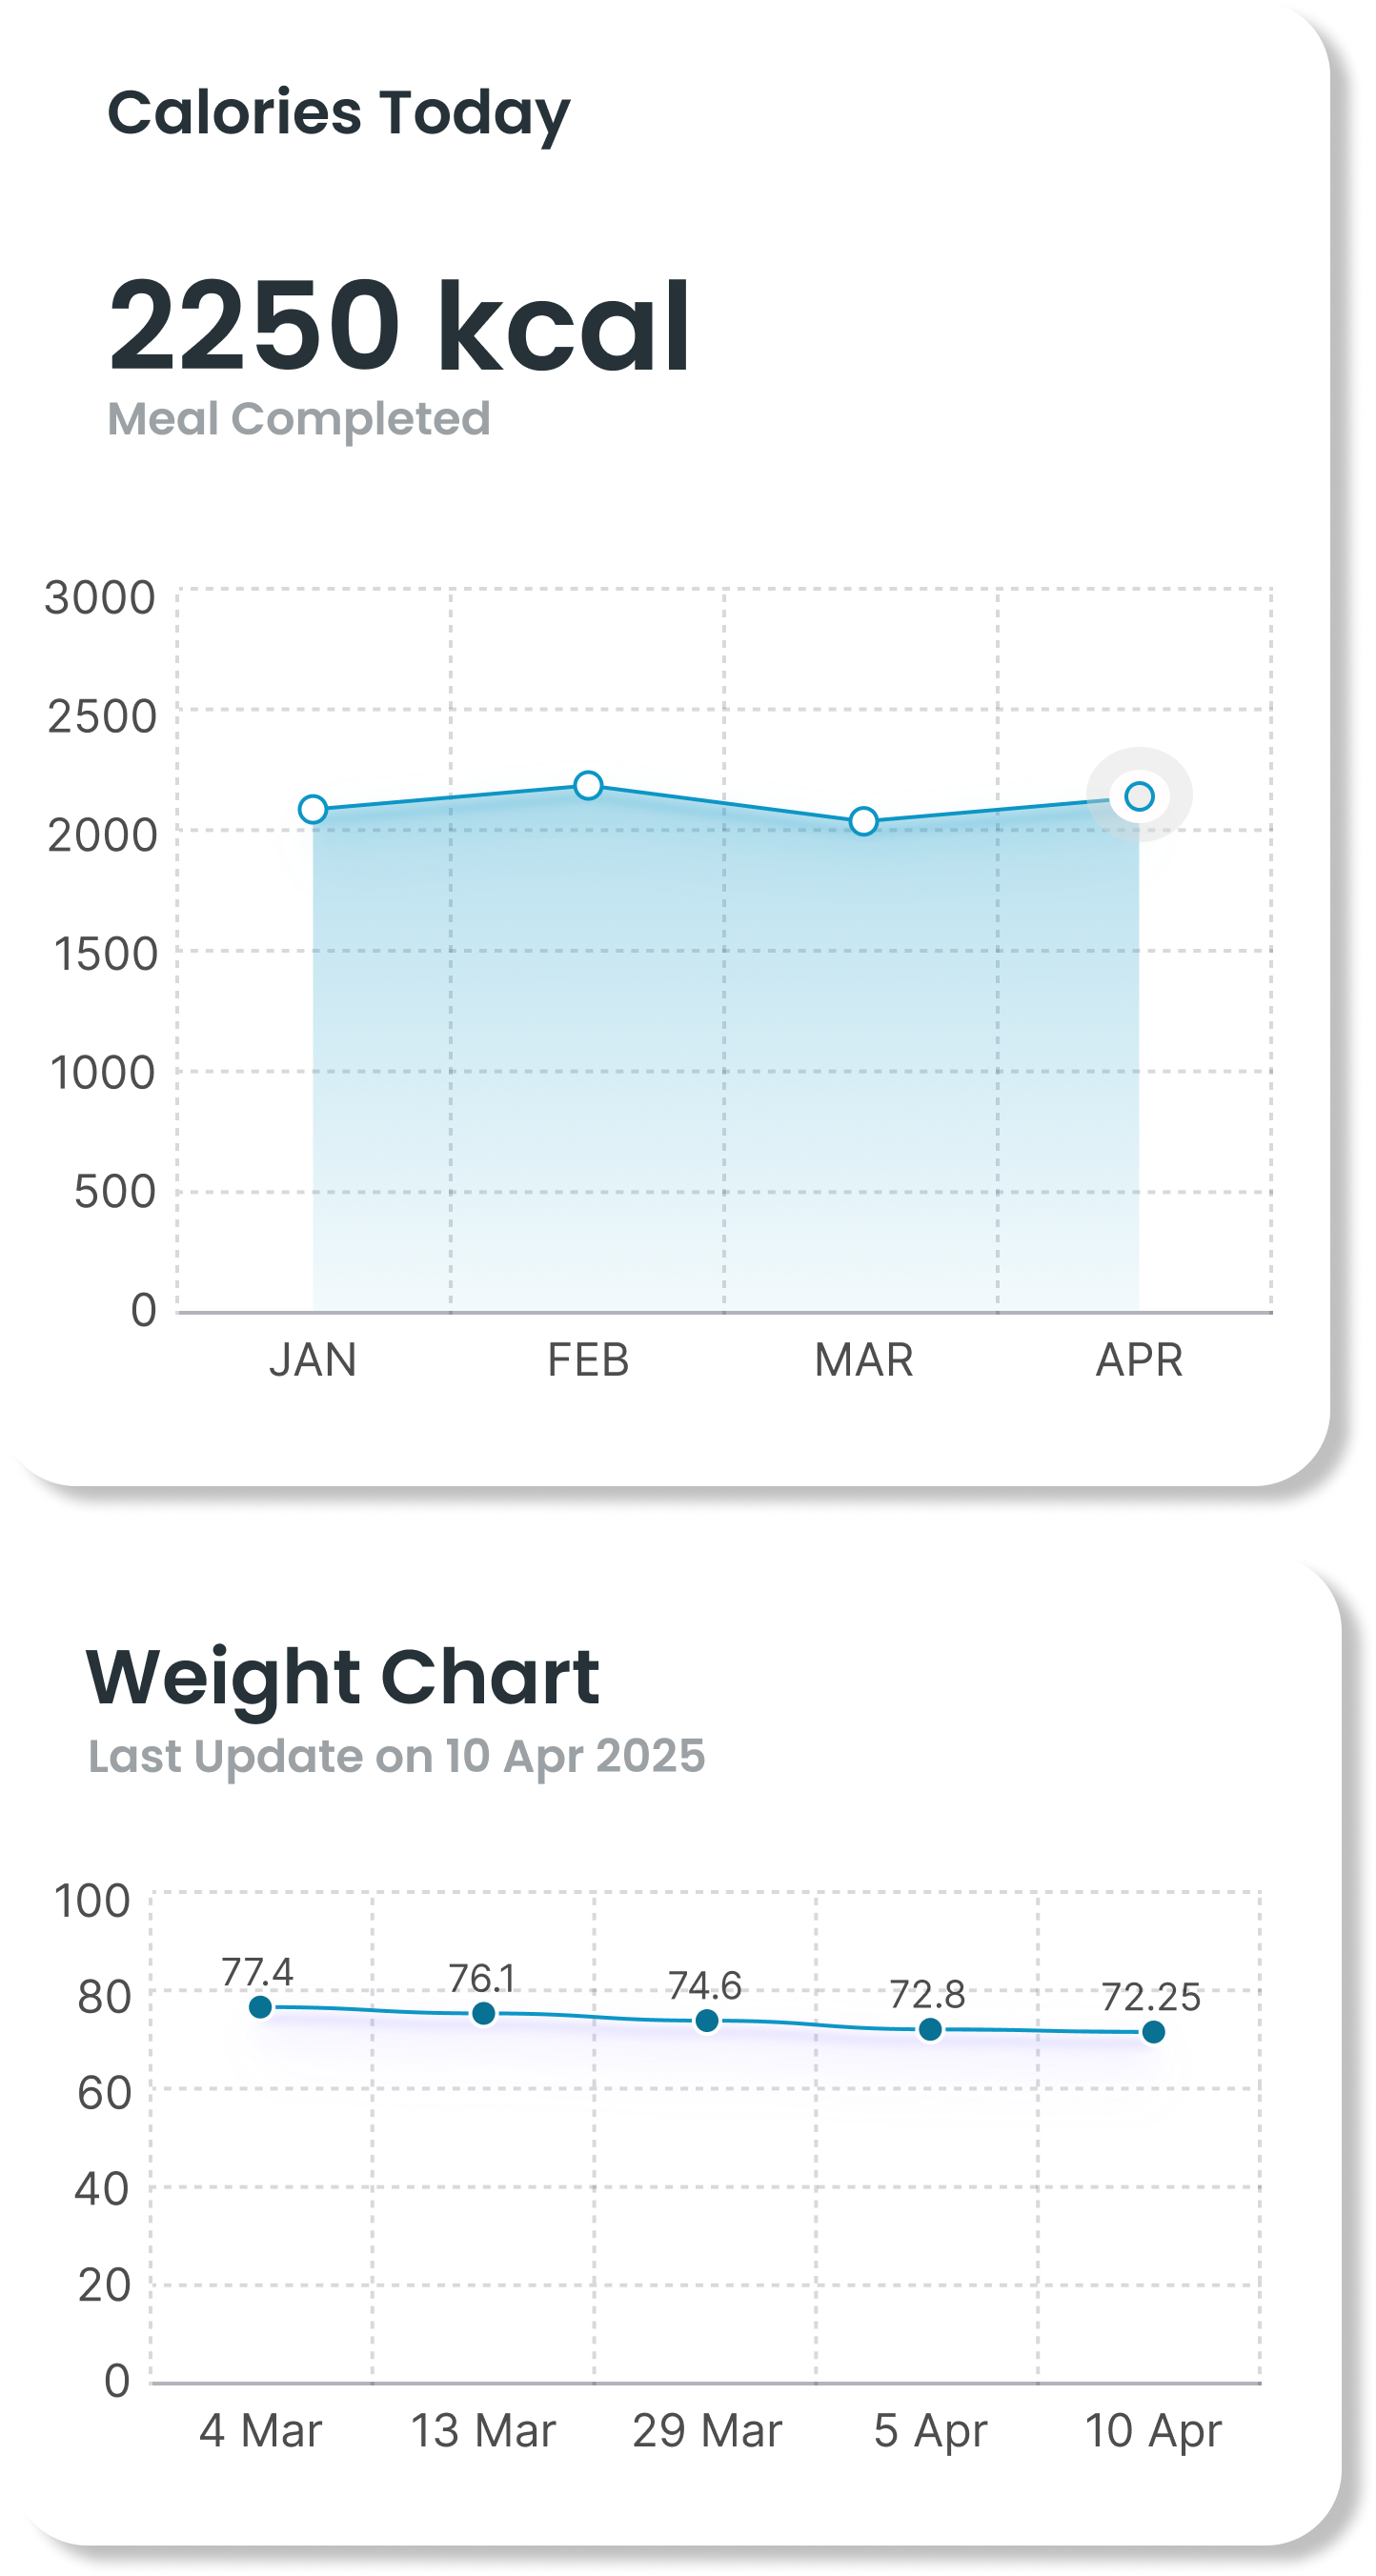 Calories Today
2250 kcal
Meal Completed
3000
2500
2000
1500
1000
500
0
JAN FEB MAR APR
Weight Chart
Last Update on 10 Apr 2025
100
77.4 76.1 74.6 72.8 72.25
80
60
40
20
0
4 Mar 13 Mar 29 Mar 5 Apr 10 Apr